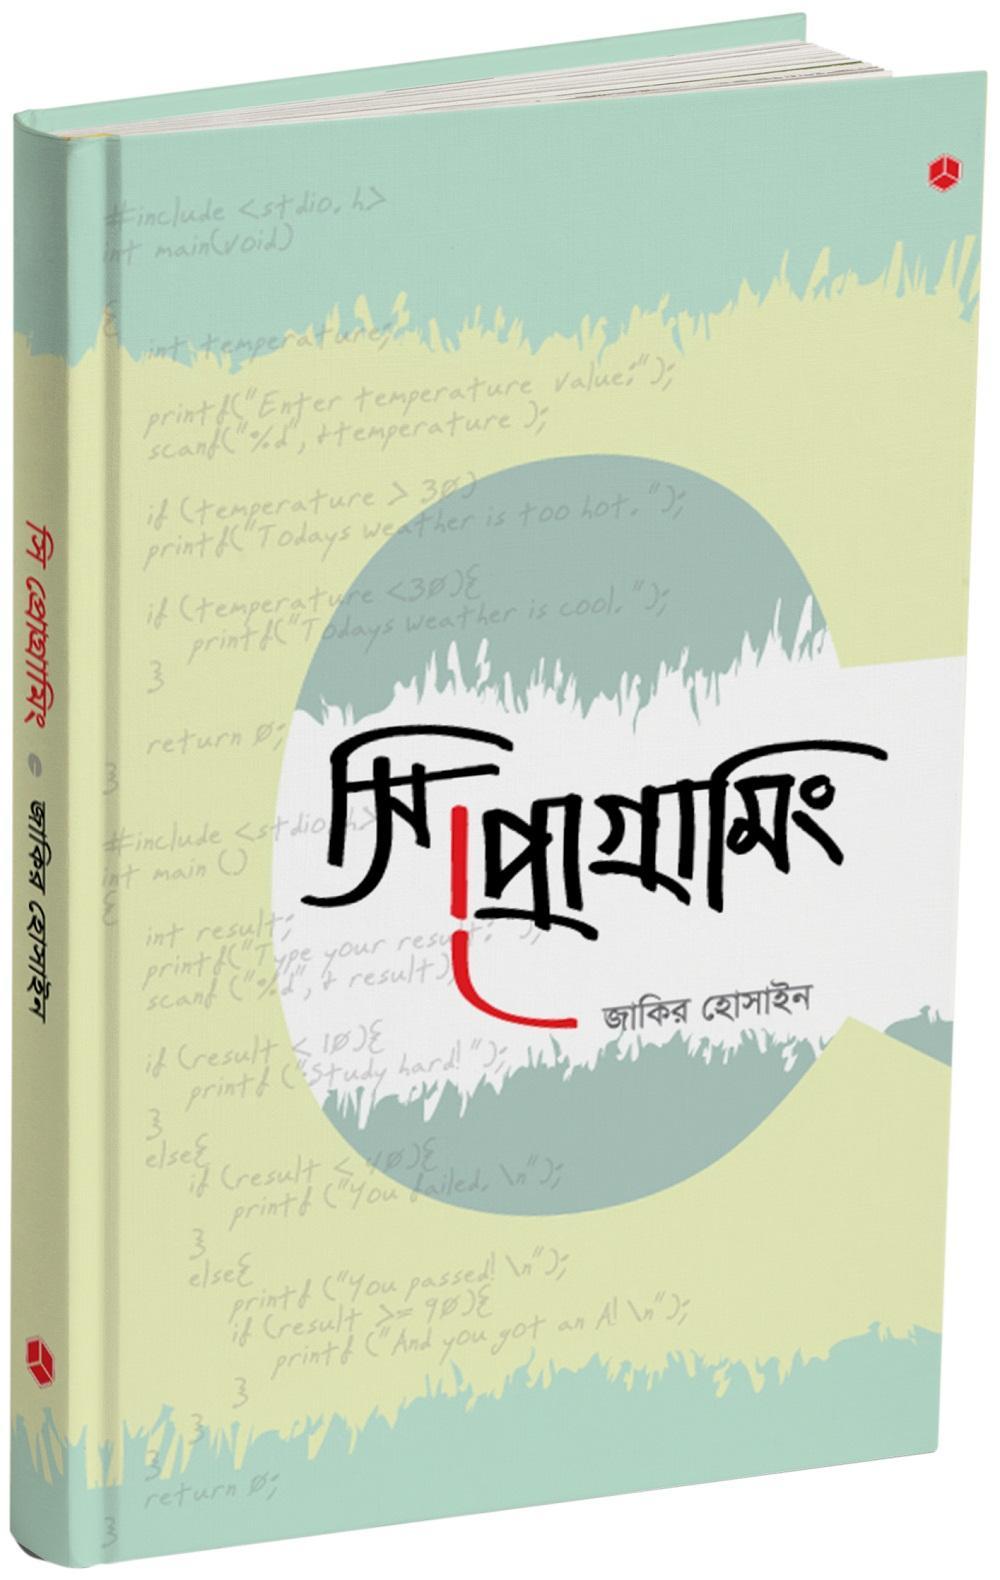 #include <stdio.h>
int main(void)
{
int temperature;
printf("Enter temperature value:");
scanf("%d", &temperature );
if (temperature > 30)
printf("Todays weather is too hot.");
if (temperature <30){
printf("Todays weather is cool.");
}
return 0;
}
#include <stdio.h>
int main ()
{
int result;
printf("Type your result: ");
scanf ("%d", & result)
if (result < 10){
printf ("Study hard! ");
}
else{
if (result < 40){
printf ("You failed. \n");
}
else{
printf ("You passed! \n");
if (result >= 90){
printf ("And you got an A! \n");
}
}
}
return 0;
}
সি প্রোগ্রামিং
জাকির হোসাইন
সি প্রোগ্রামিং জাকির হোসাইন